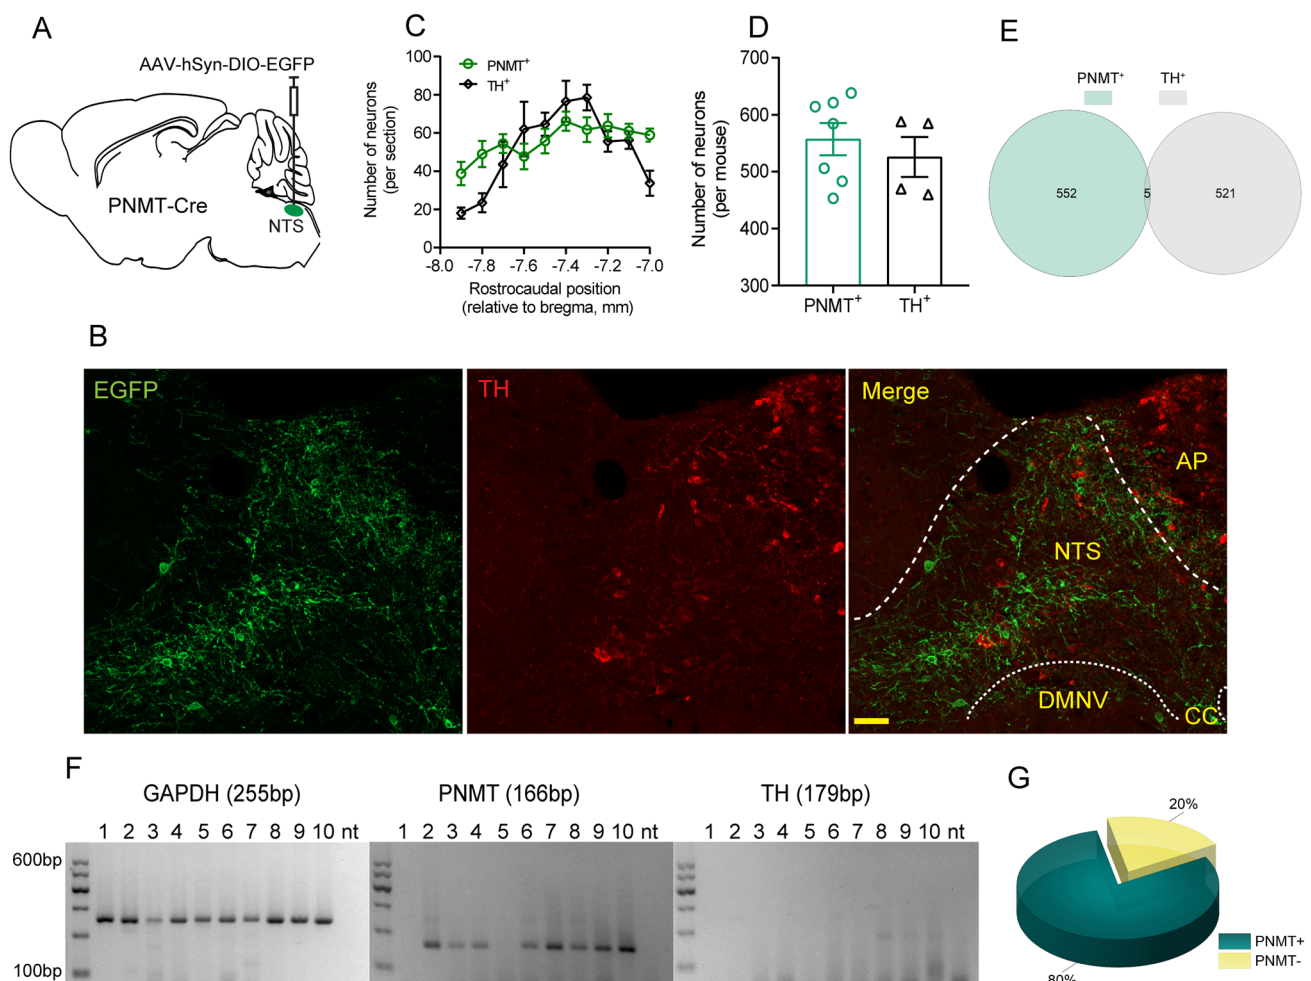 A
AAV-hSyn-DIO-EGFP
PNMT-Cre
NTS
C
PNMT+
TH+
Number of neurons
(per section)
100
80
60
40
20
0
-8.0 -7.8 -7.6 -7.4 -7.2 -7.0
Rostrocaudal position
(relative to bregma, mm)
D
Number of neurons
(per mouse)
700
600
500
400
300
PNMT+ TH+
E
PNMT+ TH+
552 5 521
B
EGFP
TH
Merge
AP
NTS
DMNV
CC
F
GAPDH (255bp)
PNMT (166bp)
TH (179bp)
1 2 3 4 5 6 7 8 9 10 nt
1 2 3 4 5 6 7 8 9 10 nt
1 2 3 4 5 6 7 8 9 10 nt
600bp
100bp
G
20%
80%
PNMT+
PNMT-